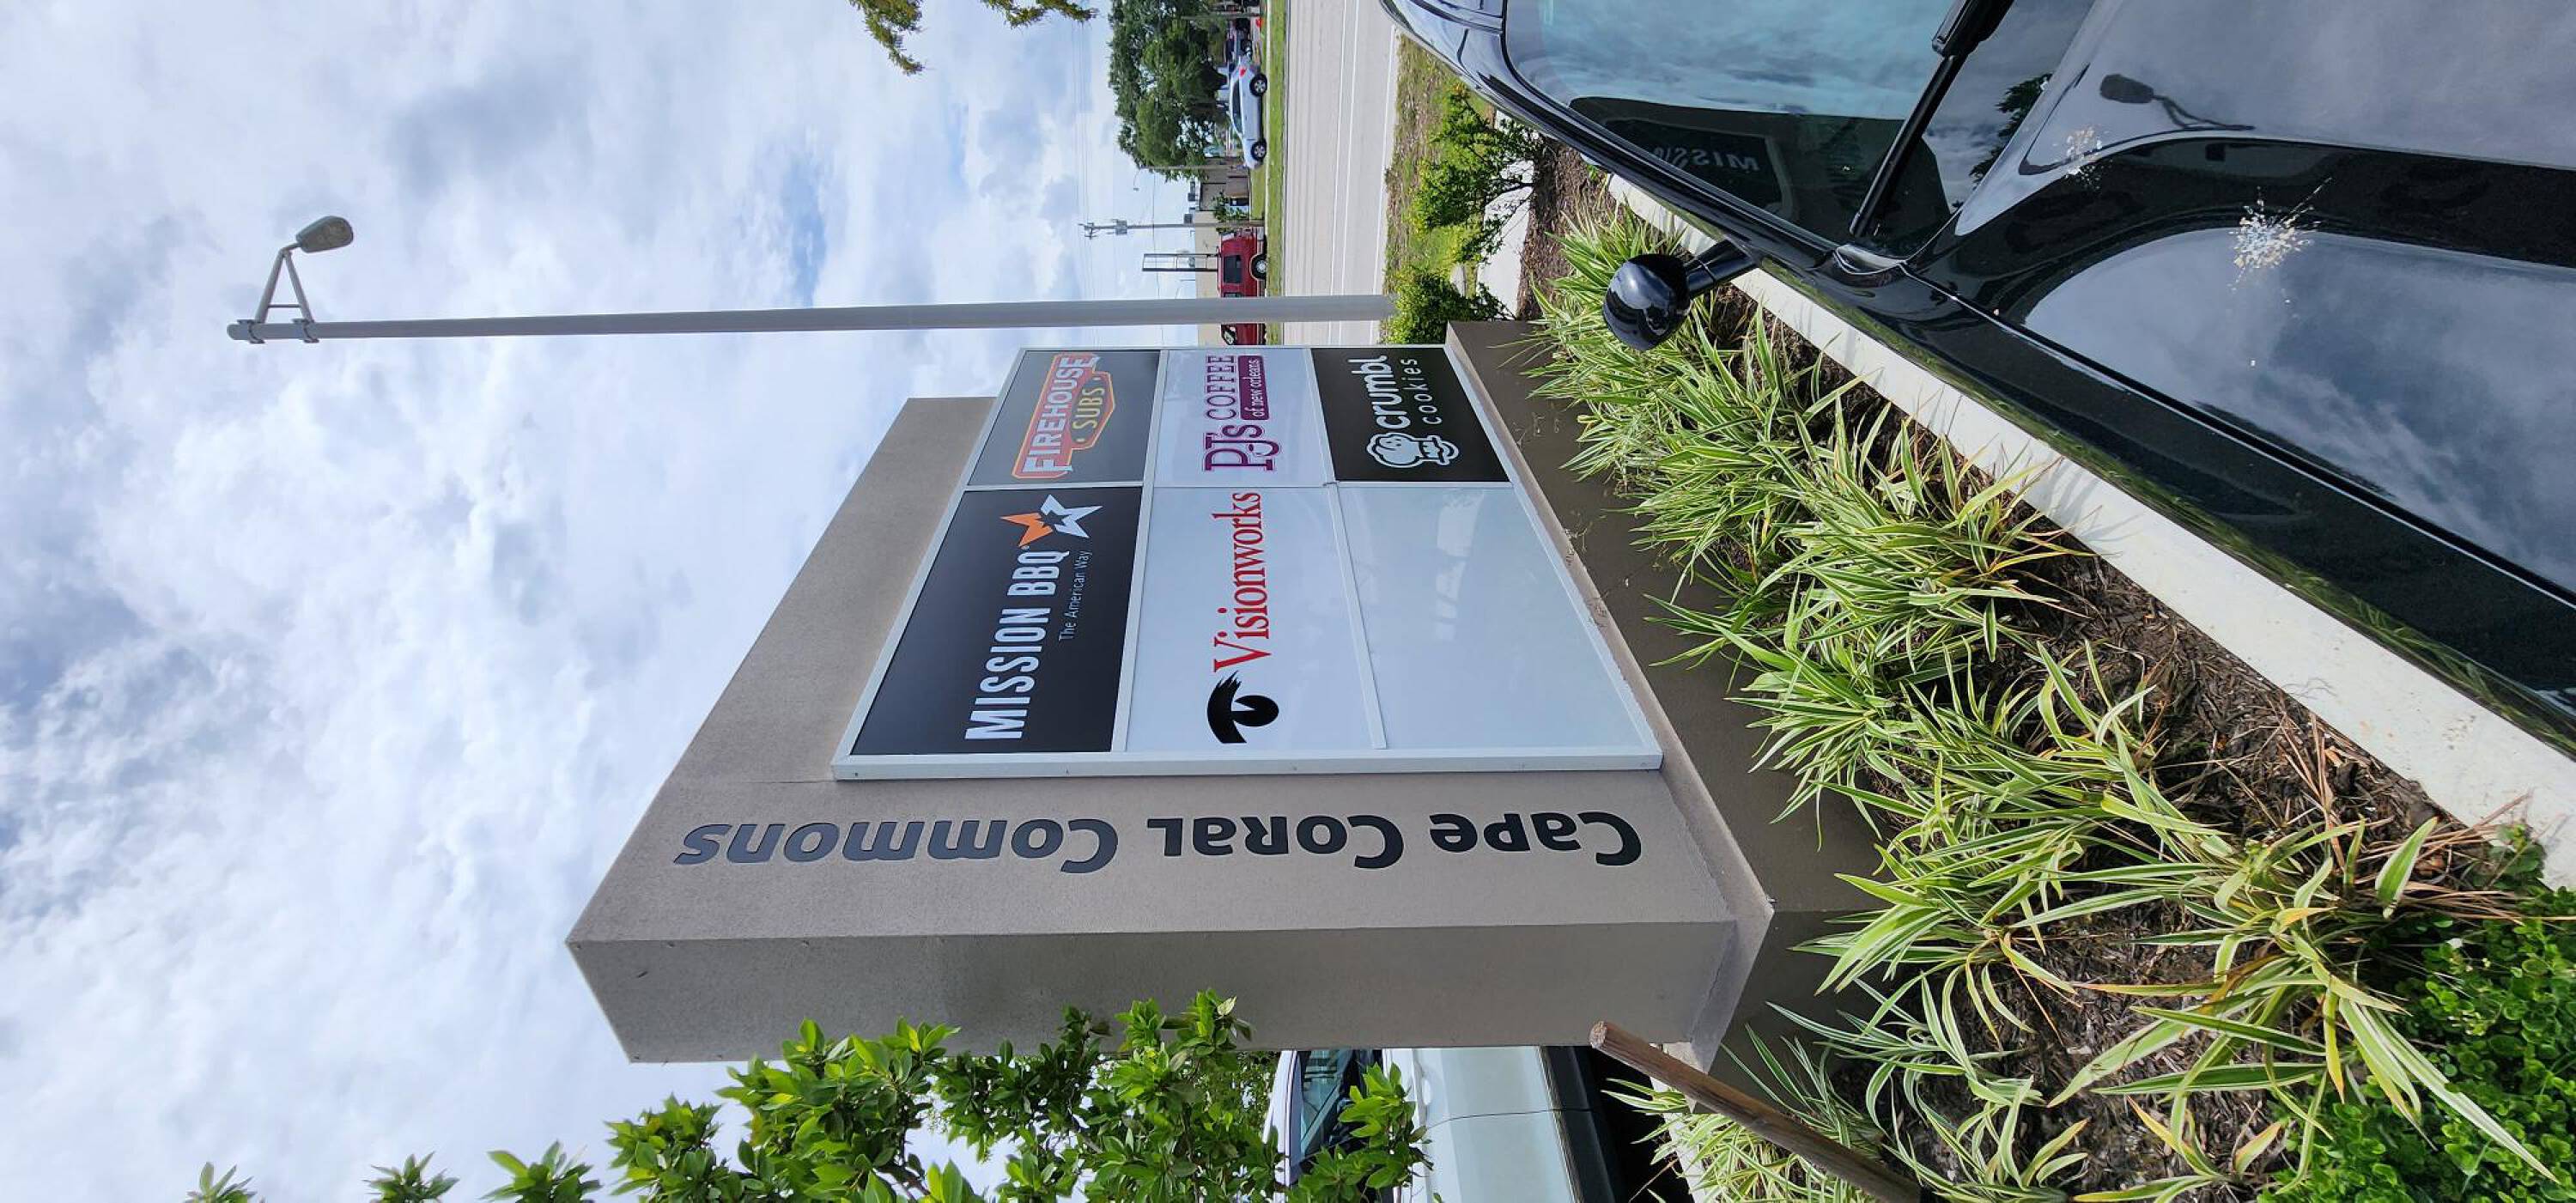 Cape Coral Commons
MISSION BBQ
The American Way
FIREHOUSE
SUBS
Visionworks
PJ's COFFEE
of new orleans
crumbl
cookies